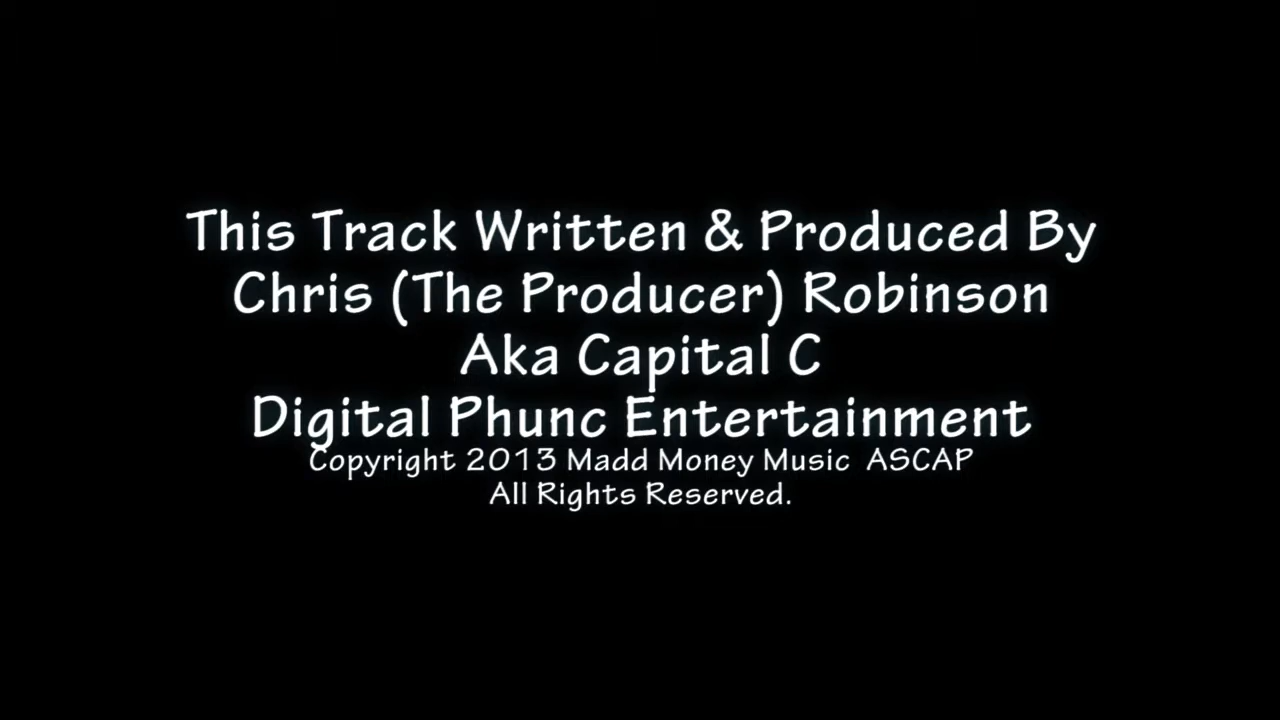 This Track Written & Produced By
Chris (The Producer) Robinson
Aka Capital C
Digital Phunc Entertainment
Copyright 2013 Madd Money Music  ASCAP
All Rights Reserved.